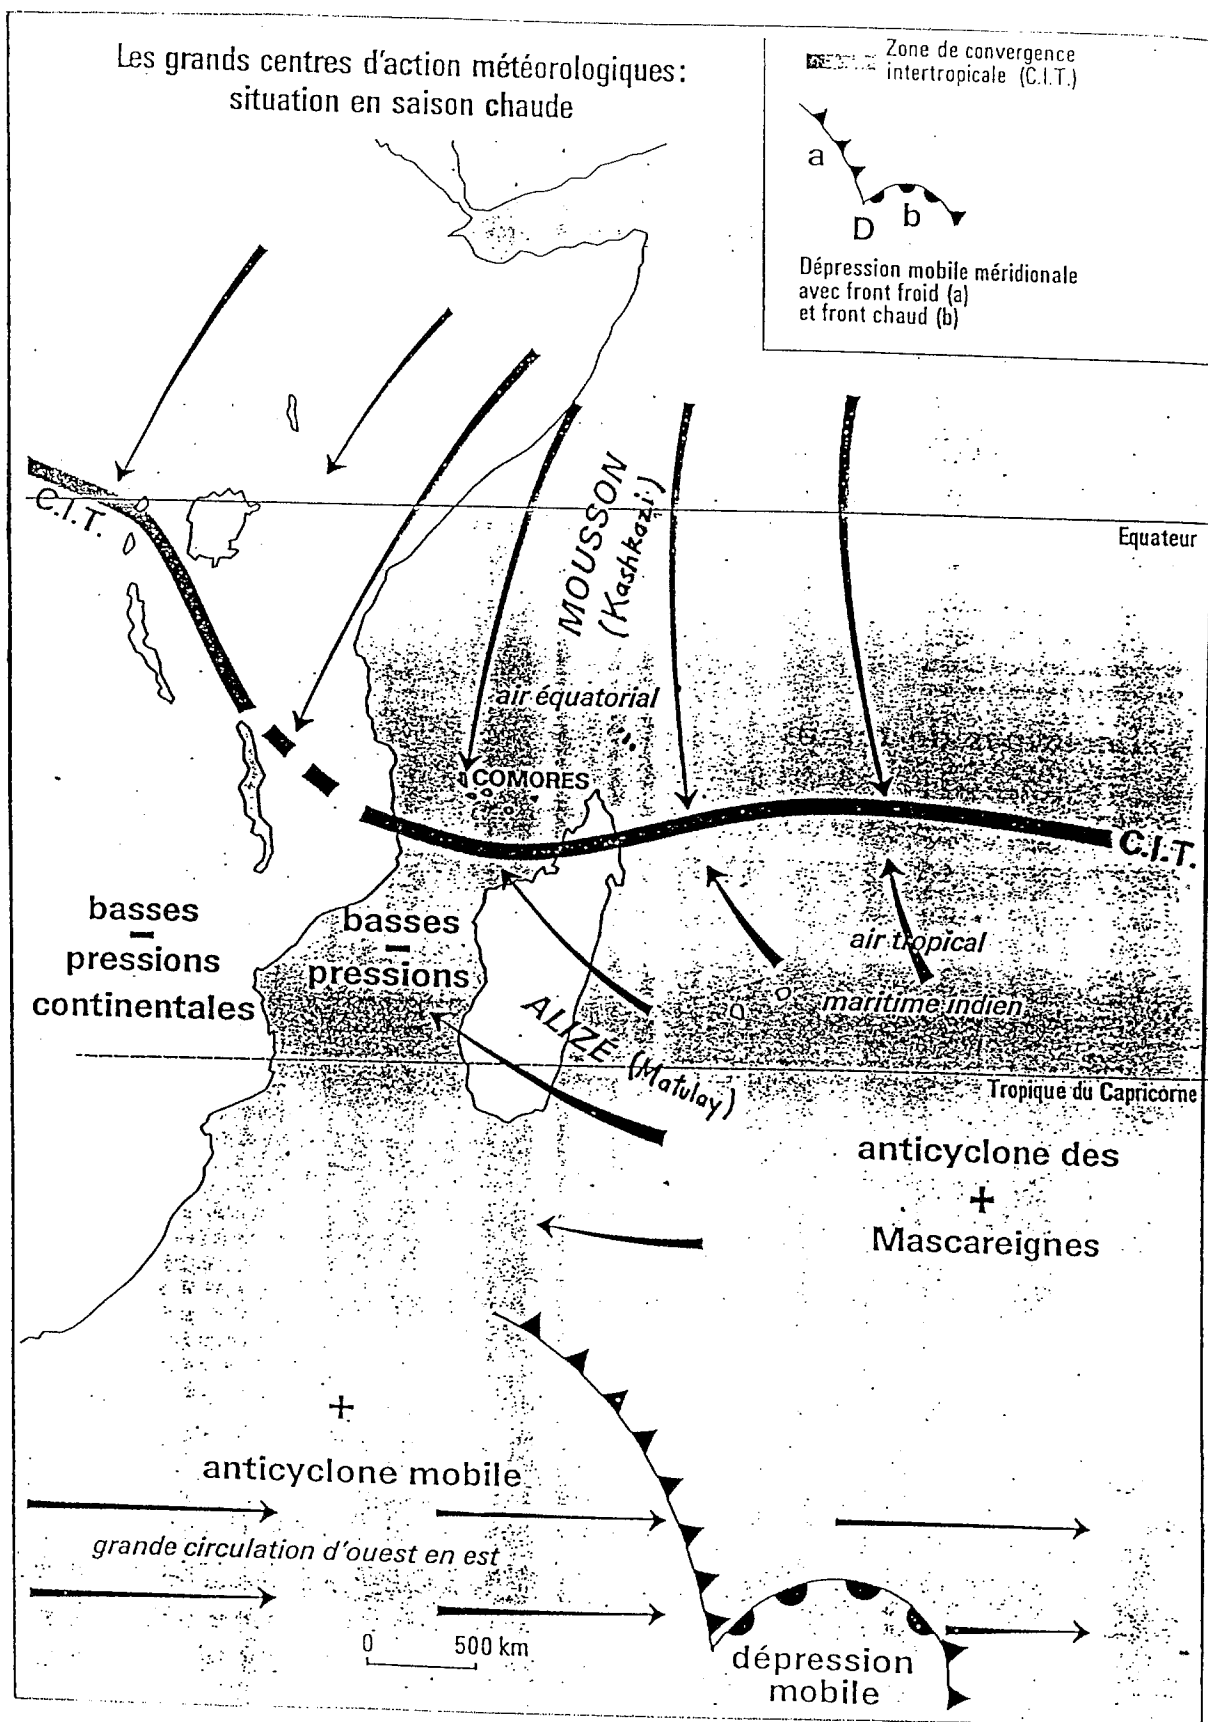 Les grands centres d'action météorologiques:
situation en saison chaude
Zone de convergence
intertropicale (C.I.T.)
a
D
b
Dépression mobile méridionale
avec front froid (a)
et front chaud (b)
C.I.T.
MOUSSON
(Kashkazi)
Equateur
air équatorial
COMORES
C.I.T.
basses
pressions
continentales
basses
pressions
air tropical
maritime indien
ALIZÉ (Matulay)
Tropique du Capricorne
anticyclone des
+
Mascareignes
+
anticyclone mobile
grande circulation d'ouest en est
0 500 km
dépression
mobile